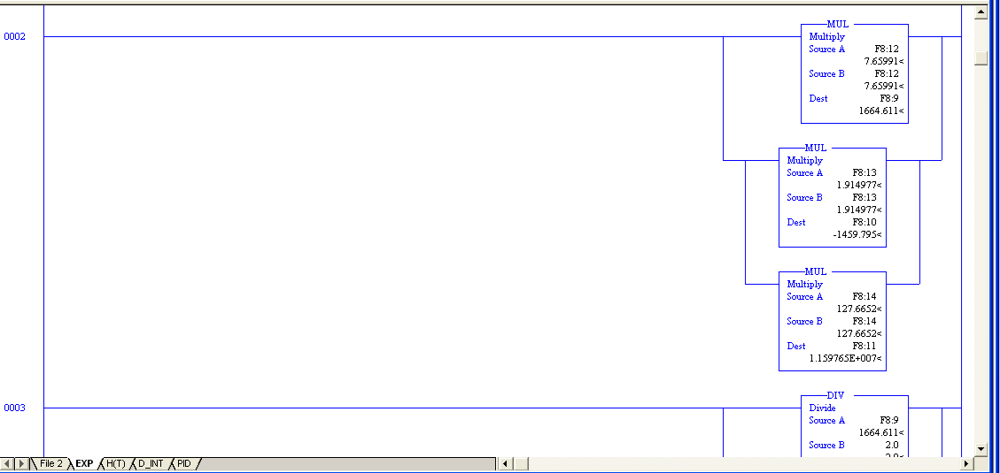 0002
MUL
Multiply
Source A F8:12
7.65991<
Source B F8:12
7.65991<
Dest F8:9
1664.611<
MUL
Multiply
Source A F8:13
1.914977<
Source B F8:13
1.914977<
Dest F8:10
-1459.795<
MUL
Multiply
Source A F8:14
127.6652<
Source B F8:14
127.6652<
Dest F8:11
1.159765E+007<
0003
DIV
Divide
Source A F8:9
1664.611<
Source B 2.0
2.0<
File 2 EXP H(T) D_INT PID